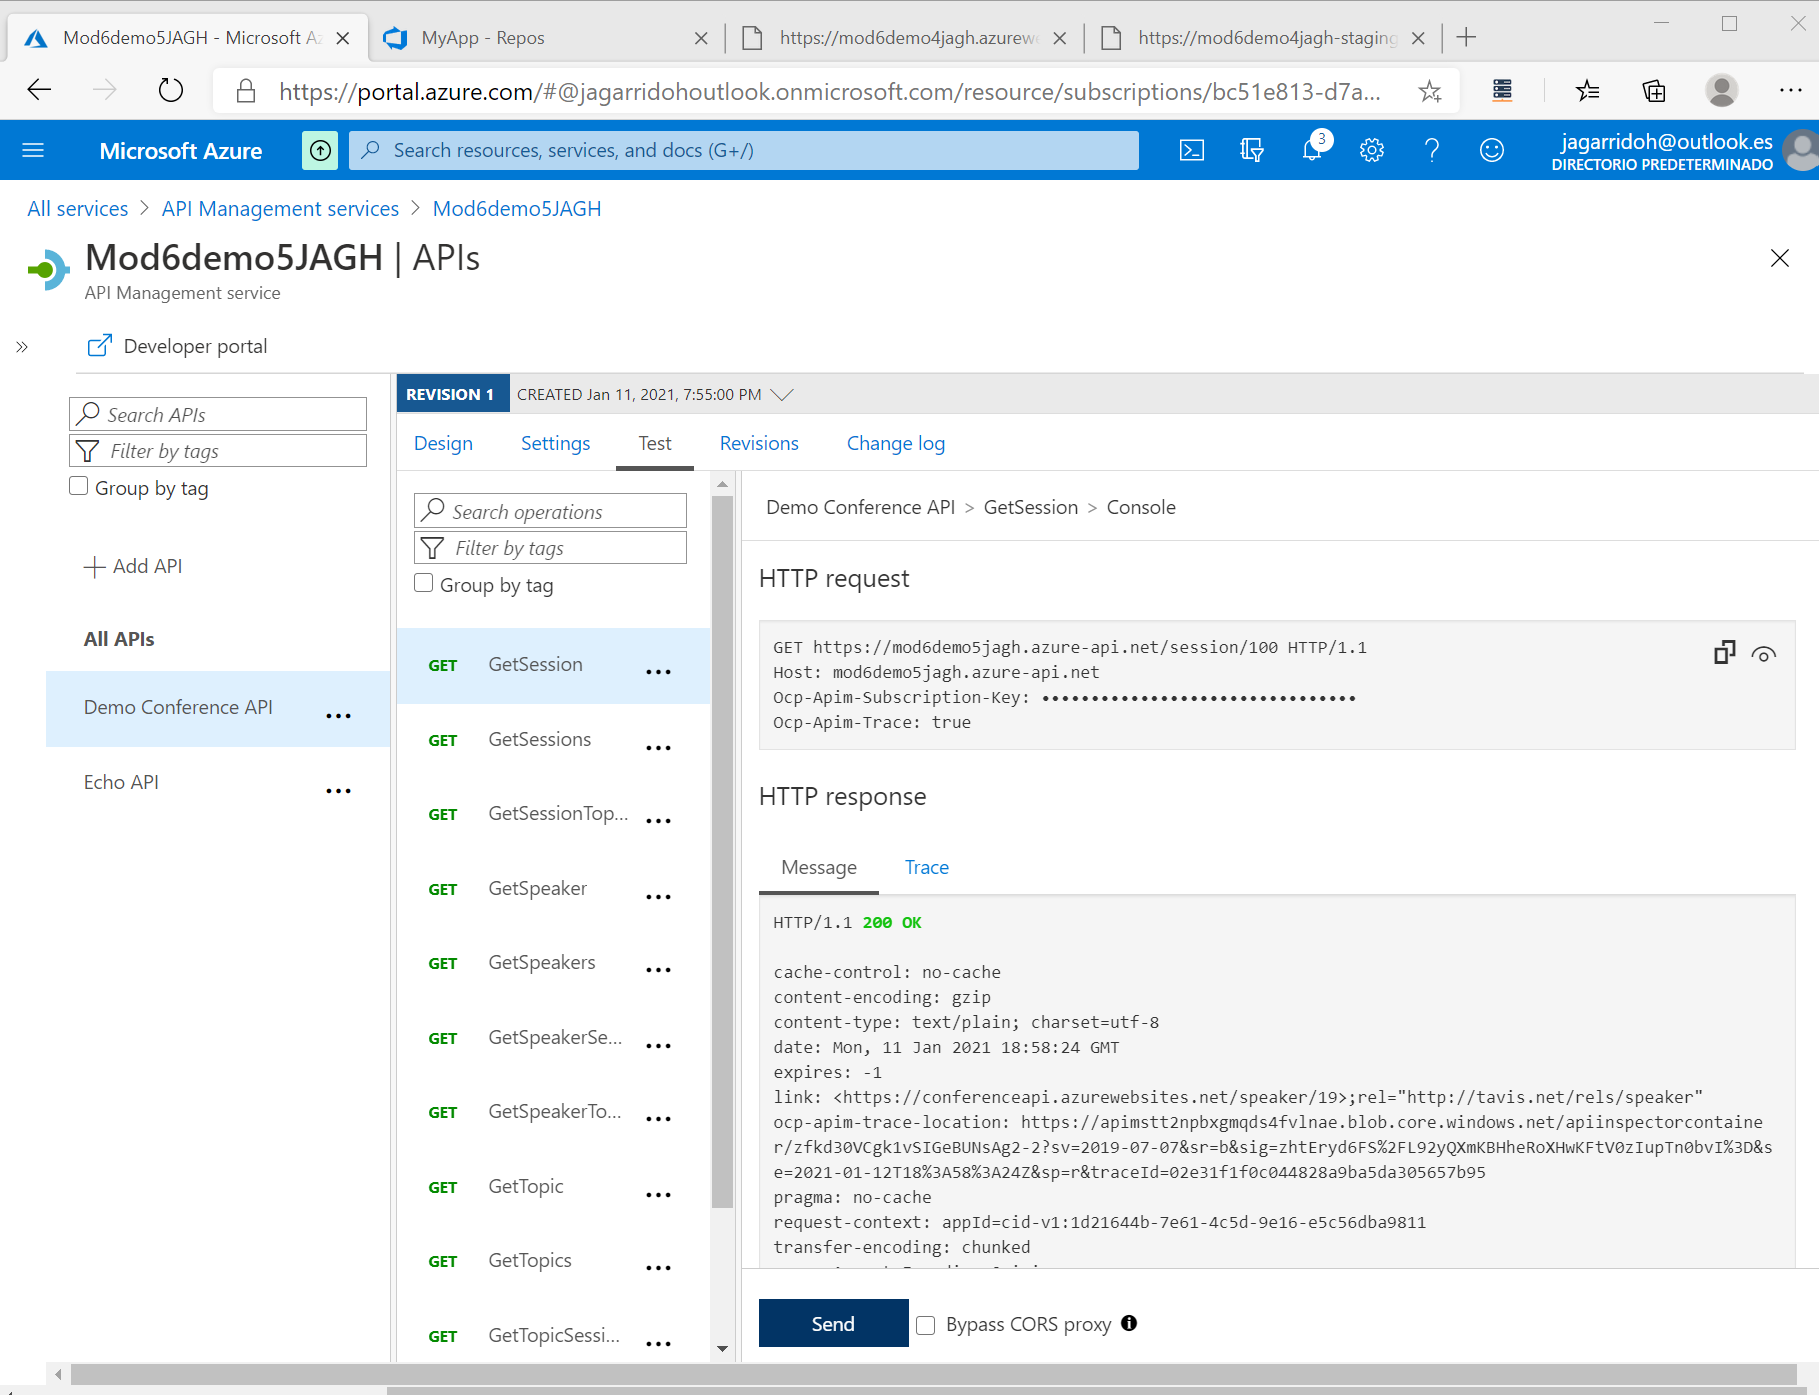 Mod6demo5JAGH - Microsoft Az
MyApp - Repos
https://mod6demo4jagh.azurewe
https://mod6demo4jagh-staging
https://portal.azure.com/#@jagarridohoutlook.onmicrosoft.com/resource/subscriptions/bc51e813-d7a...
Microsoft Azure
Search resources, services, and docs (G+/)
3
jagarridoh@outlook.es
DIRECTORIO PREDETERMINADO
All services > API Management services > Mod6demo5JAGH
Mod6demo5JAGH | APIs
API Management service
Developer portal
Search APIs
Filter by tags
Group by tag
Add API
All APIs
Demo Conference API
Echo API
REVISION 1
CREATED Jan 11, 2021, 7:55:00 PM
Design
Settings
Test
Revisions
Change log
Search operations
Filter by tags
Group by tag
GET GetSession
GET GetSessions
GET GetSessionTop...
GET GetSpeaker
GET GetSpeakers
GET GetSpeakerSe...
GET GetSpeakerTo...
GET GetTopic
GET GetTopics
GET GetTopicSessi...
Demo Conference API > GetSession > Console
HTTP request
GET https://mod6demo5jagh.azure-api.net/session/100 HTTP/1.1
Host: mod6demo5jagh.azure-api.net
Ocp-Apim-Subscription-Key: ••••••••••••••••••••••••••••••••
Ocp-Apim-Trace: true
HTTP response
Message
Trace
HTTP/1.1 200 OK
cache-control: no-cache
content-encoding: gzip
content-type: text/plain; charset=utf-8
date: Mon, 11 Jan 2021 18:58:24 GMT
expires: -1
link: <https://conferenceapi.azurewebsites.net/speaker/19>;rel="http://tavis.net/rels/speaker"
ocp-apim-trace-location: https://apimstt2npbxgmqds4fvlnae.blob.core.windows.net/apiinspectorcontaine
r/zfkd30VCgk1vSIGeBUNsAg2-2?sv=2019-07-07&sr=b&sig=zhtEryd6FS%2FL92yQXmKBHheRoXHwKFtV0zIupTn0bvI%3D&s
e=2021-01-12T18%3A58%3A24Z&sp=r&traceId=02e31f1f0c044828a9ba5da305657b95
pragma: no-cache
request-context: appId=cid-v1:1d21644b-7e61-4c5d-9e16-e5c56dba9811
transfer-encoding: chunked
Send
Bypass CORS proxy